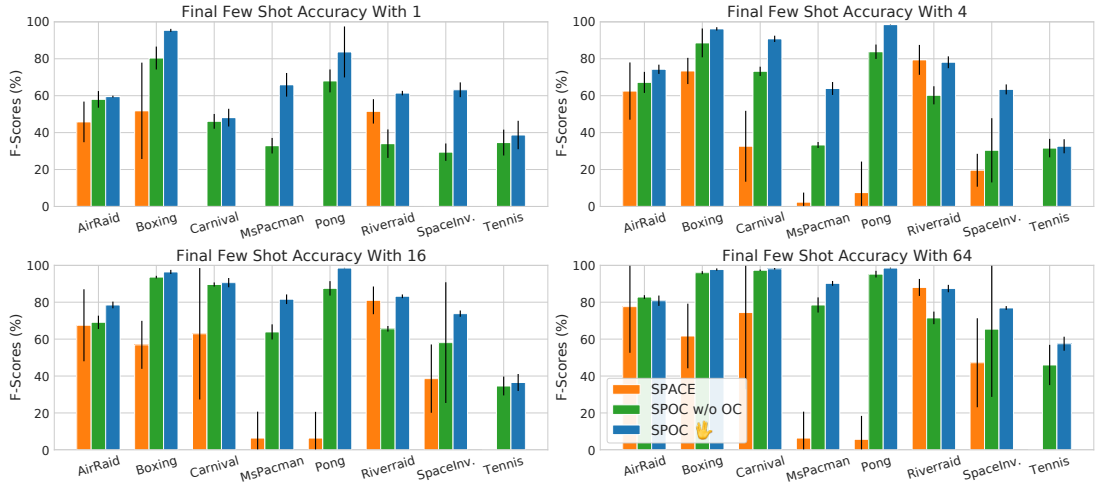 Final Few Shot Accuracy With 1
F-Scores (%)
100
80
60
40
20
0
AirRaid
Boxing
Carnival
MsPacman
Pong
Riverraid
SpaceInv.
Tennis
Final Few Shot Accuracy With 4
F-Scores (%)
100
80
60
40
20
0
AirRaid
Boxing
Carnival
MsPacman
Pong
Riverraid
SpaceInv.
Tennis
Final Few Shot Accuracy With 16
F-Scores (%)
100
80
60
40
20
0
AirRaid
Boxing
Carnival
MsPacman
Pong
Riverraid
SpaceInv.
Tennis
Final Few Shot Accuracy With 64
F-Scores (%)
100
80
60
40
20
0
SPACE
SPOC w/o OC
SPOC 🖖
AirRaid
Boxing
Carnival
MsPacman
Pong
Riverraid
SpaceInv.
Tennis